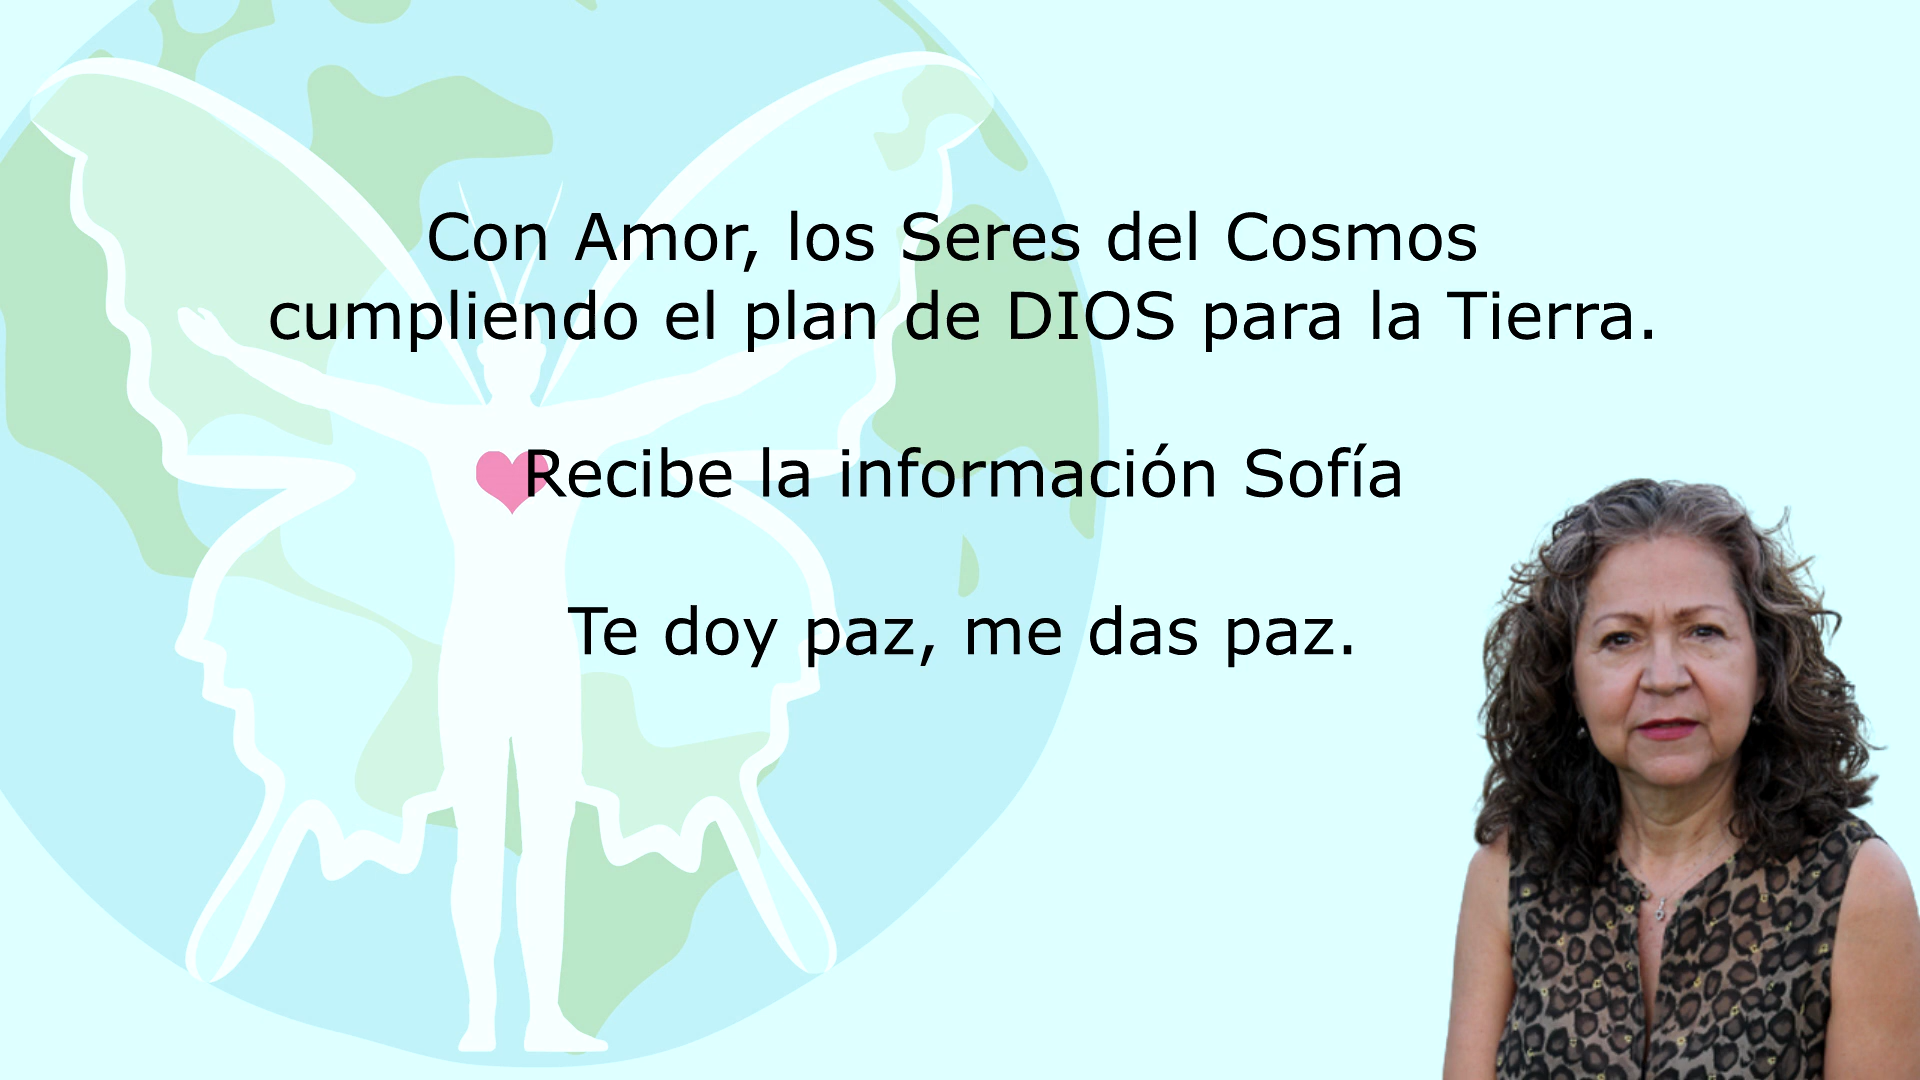 Con Amor, los Seres del Cosmos
cumpliendo el plan de DIOS para la Tierra.
Recibe la información Sofía
Te doy paz, me das paz.